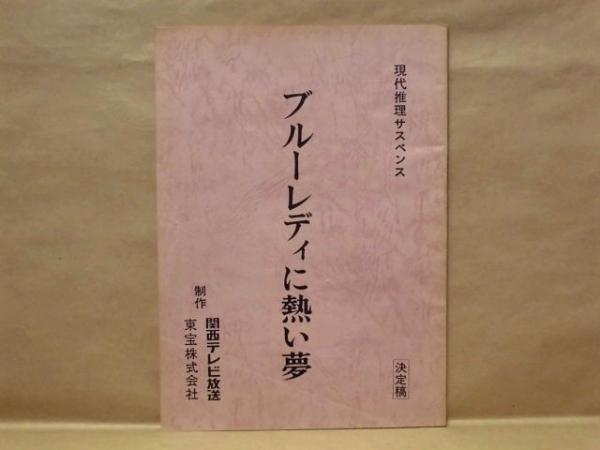 現代推理サスペンス
ブルーレディに熱い夢
決定稿
制作
関西テレビ放送
東宝株式会社